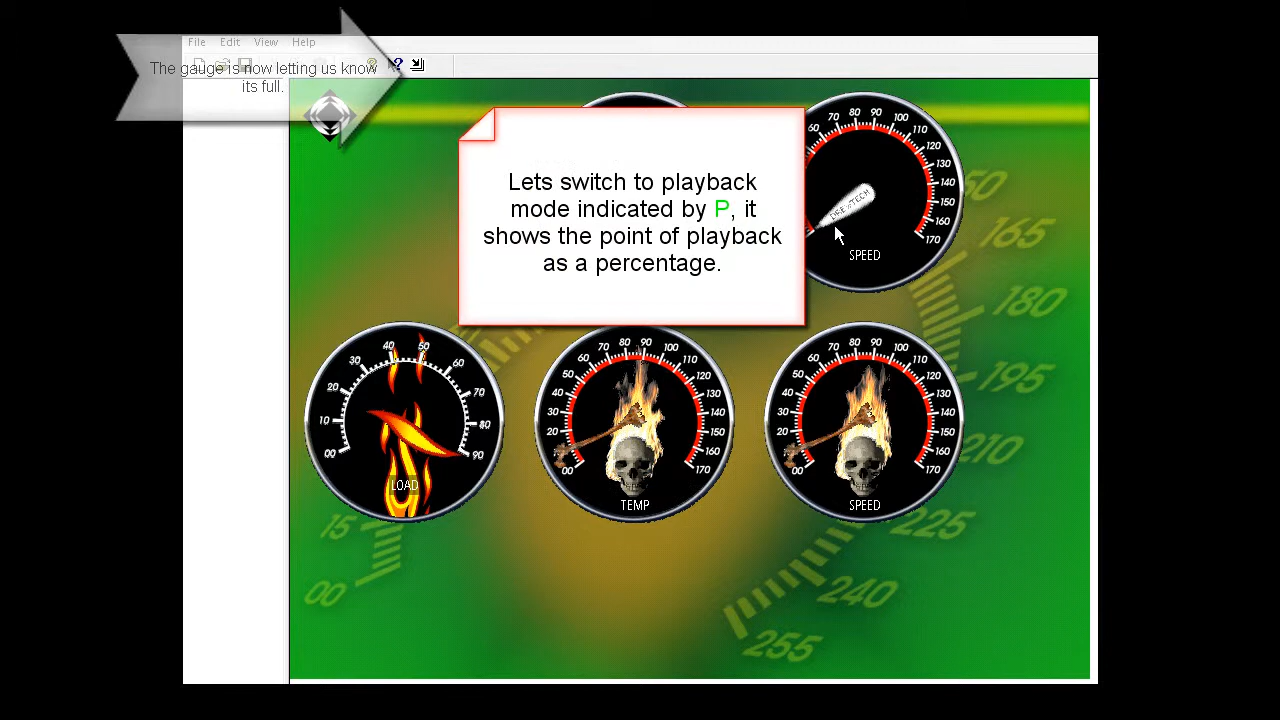 File Edit View Help
The gauge is now letting us know
its full.
Lets switch to playback
mode indicated by P, it
shows the point of playback
as a percentage.
60 70 80 90 100 110 120 130 140 150 160 170
DREXTECH
SPEED
50
165
180
195
210
225
240
255
15
00
00 10 20 30 40 50 60 70 80 90
LOAD
00 20 30 40 50 60 70 80 90 100 110 120 130 140 150 160 170
TEMP
00 20 30 40 50 60 70 80 90 100 110 120 130 140 150 160 170
SPEED